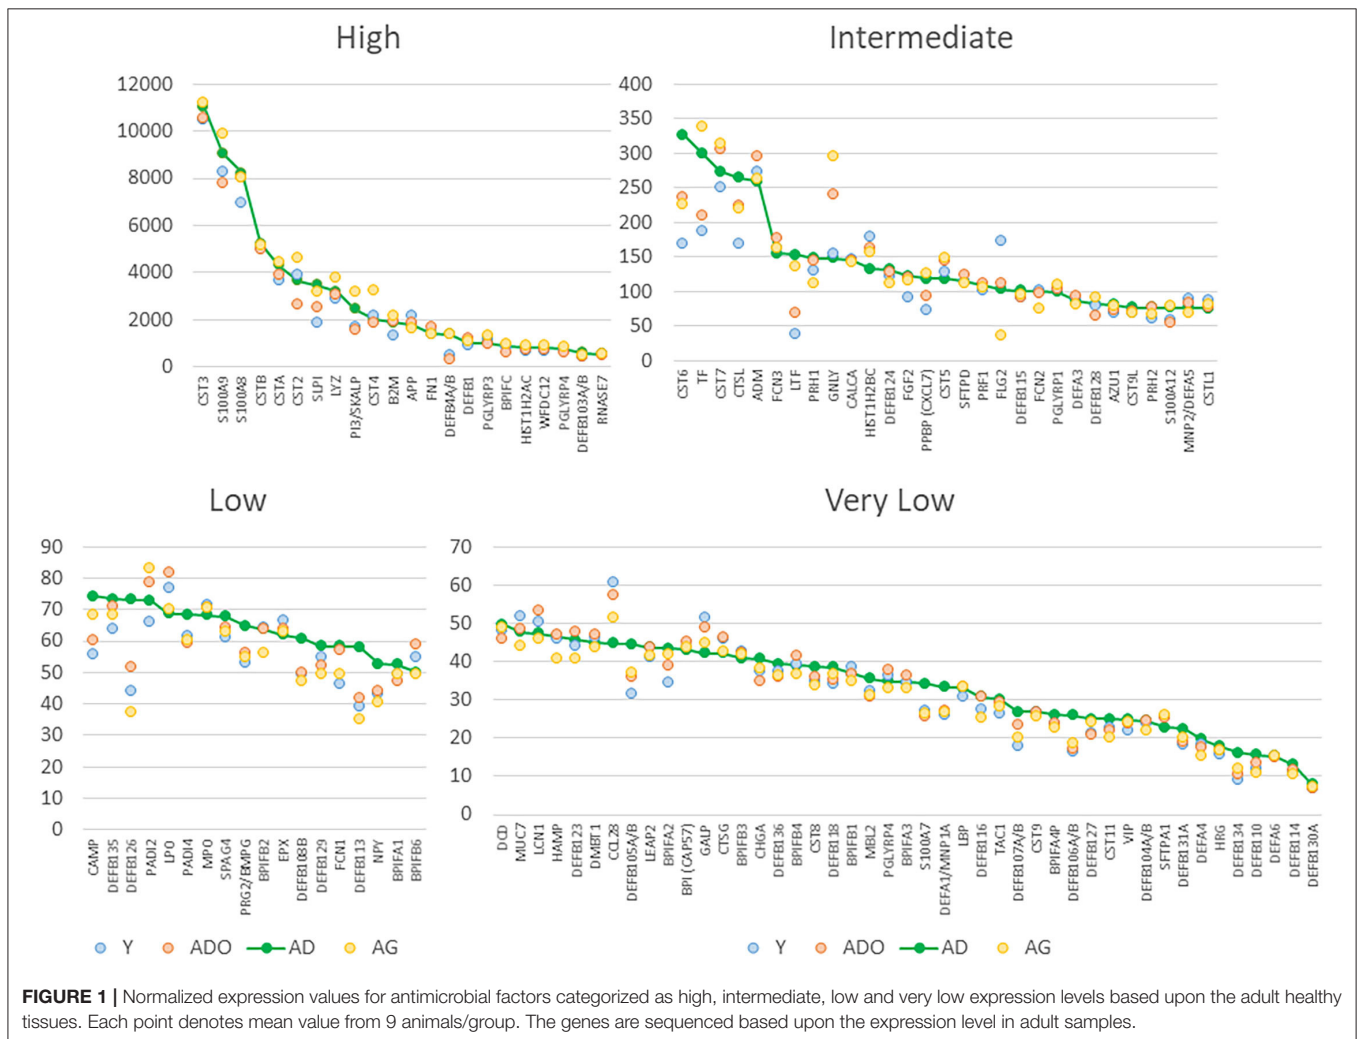 High
12000
10000
8000
6000
4000
2000
0
CST3
S100A9
S100A8
CSTB
CSTA
CST2
SLPI
LYZ
PI3/SKALP
CST4
B2M
APP
FN1
DEFB4A/B
DEFB1
PGLYRP3
BPIFC
HIST1H2AC
WFDC12
PGLYRP4
DEFB103A/B
RNASE7
Intermediate
400
350
300
250
200
150
100
50
0
CST6
TF
CST7
CTSL
ADM
FCN3
LTF
PRH1
GNLY
CALCA
HIST1H2BC
DEFB124
FGF2
PPBP (CXCL7)
CST5
SFTPD
PRF1
FLG2
DEFB115
FCN2
PGLYRP1
DEFA3
DEFB128
AZU1
CST9L
PRH2
S100A12
MNP2/DEFA5
CSTL1
Low
90
80
70
60
50
40
30
20
10
0
CAMP
DEFB135
DEFB126
PADI2
LPO
PADI4
MPO
SPAG4
PRG2/BMPG
BPIFB2
EPX
DEFB108B
DEFB129
FCN1
DEFB113
NPY
BPIFA1
BPIFB6
Y ADO AD AG
Very Low
70
60
50
40
30
20
10
0
DCD
MUC7
LCN1
HAMP
DEFB123
DMBT1
CCL28
DEFB105A/B
LEAP2
BPIFA2
BPI (CAP57)
GALP
CTSG
BPIFB3
CHGA
DEFB136
BPIFB4
CST8
DEFB118
BPIFB1
MBL2
PGLYRP4
BPIFA3
S100A7
DEFA1/MNP1A
LBP
DEFB116
TAC1
DEFB107A/B
CST9
BPIFA4P
DEFB106A/B
DEFB127
CST11
VIP
DEFB104A/B
SFTPA1
DEFB131A
DEFA4
HRG
DEFB134
DEFB110
DEFA6
DEFB114
DEFB130A
Y ADO AD AG
FIGURE 1 | Normalized expression values for antimicrobial factors categorized as high, intermediate, low and very low expression levels based upon the adult healthy
tissues. Each point denotes mean value from 9 animals/group. The genes are sequenced based upon the expression level in adult samples.